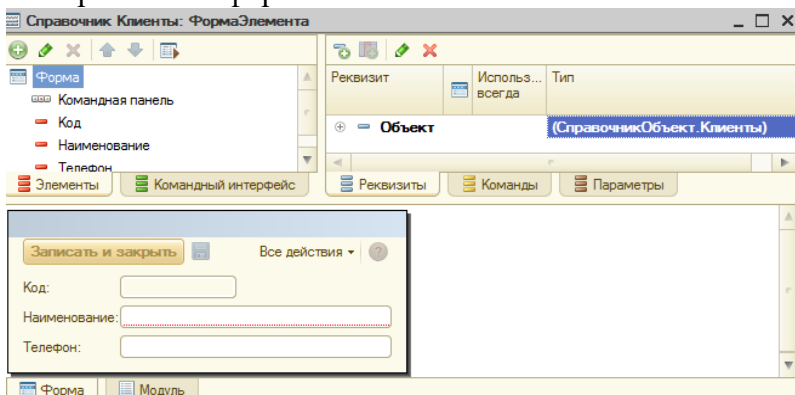 Справочник Клиенты: ФормаЭлемента
Форма
Командная панель
Код
Наименование
Телефон
Элементы
Командный интерфейс
Реквизит
Использ...
всегда
Тип
Объект
(СправочникОбъект.Клиенты)
Реквизиты
Команды
Параметры
Записать и закрыть
Все действия
?
Код:
Наименование:
Телефон:
Форма
Модуль